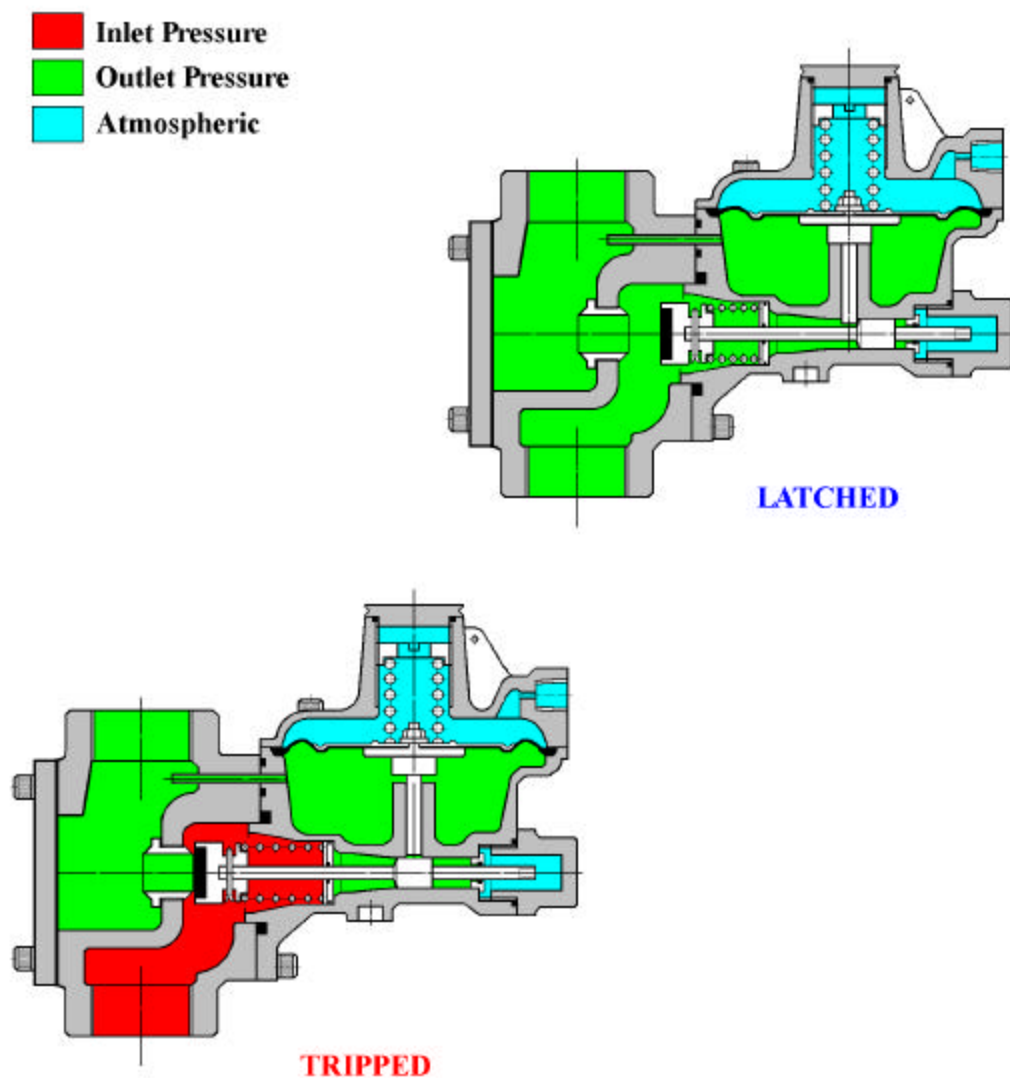 Inlet Pressure
Outlet Pressure
Atmospheric
LATCHED
TRIPPED